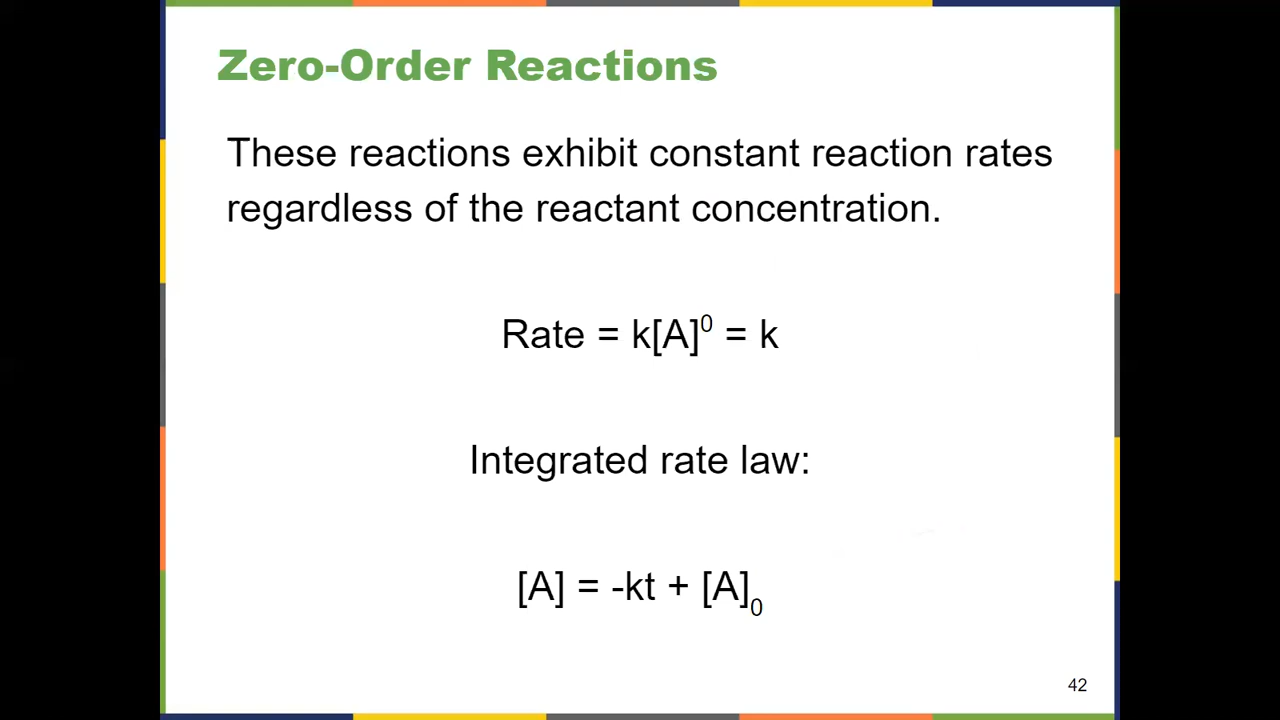 Zero-Order Reactions
These reactions exhibit constant reaction rates
regardless of the reactant concentration.
Rate = k[A]⁰ = k
Integrated rate law:
[A] = -kt + [A]₀
42